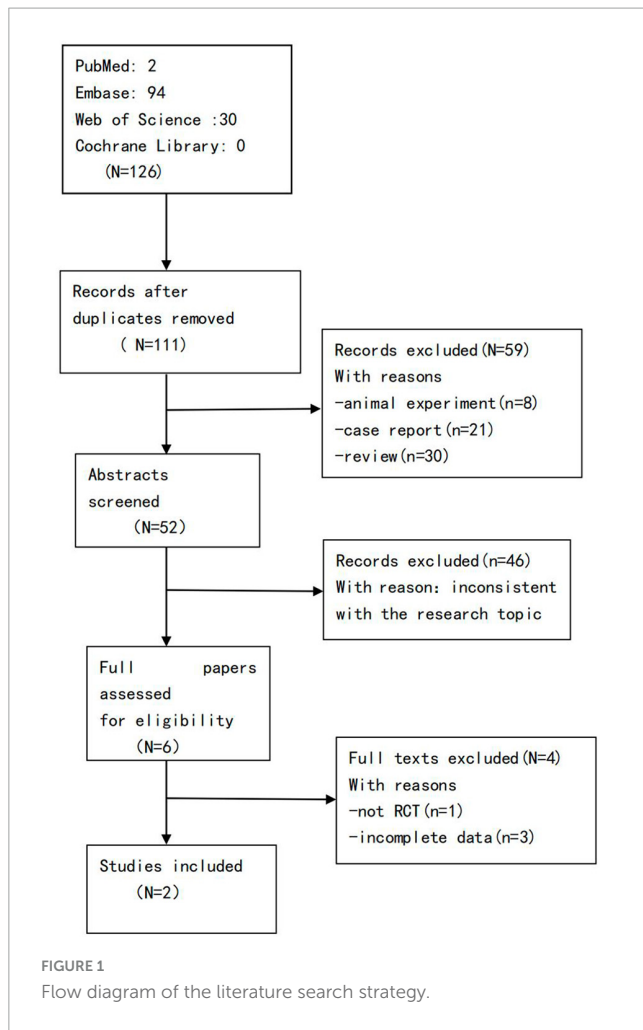 PubMed: 2
Embase: 94
Web of Science :30
Cochrane Library: 0
(N=126)
Records after
duplicates removed
( N=111)
Records excluded(N=59)
With reasons
-animal experiment(n=8)
-case report(n=21)
-review(n=30)
Abstracts
screened
(N=52)
Records excluded(n=46)
With reason: inconsistent
with the research topic
Full papers
assessed
for eligibility
(N=6)
Full texts excluded(N=4)
With reasons
-not RCT(n=1)
-incomplete data(n=3)
Studies included
(N=2)
FIGURE 1
Flow diagram of the literature search strategy.